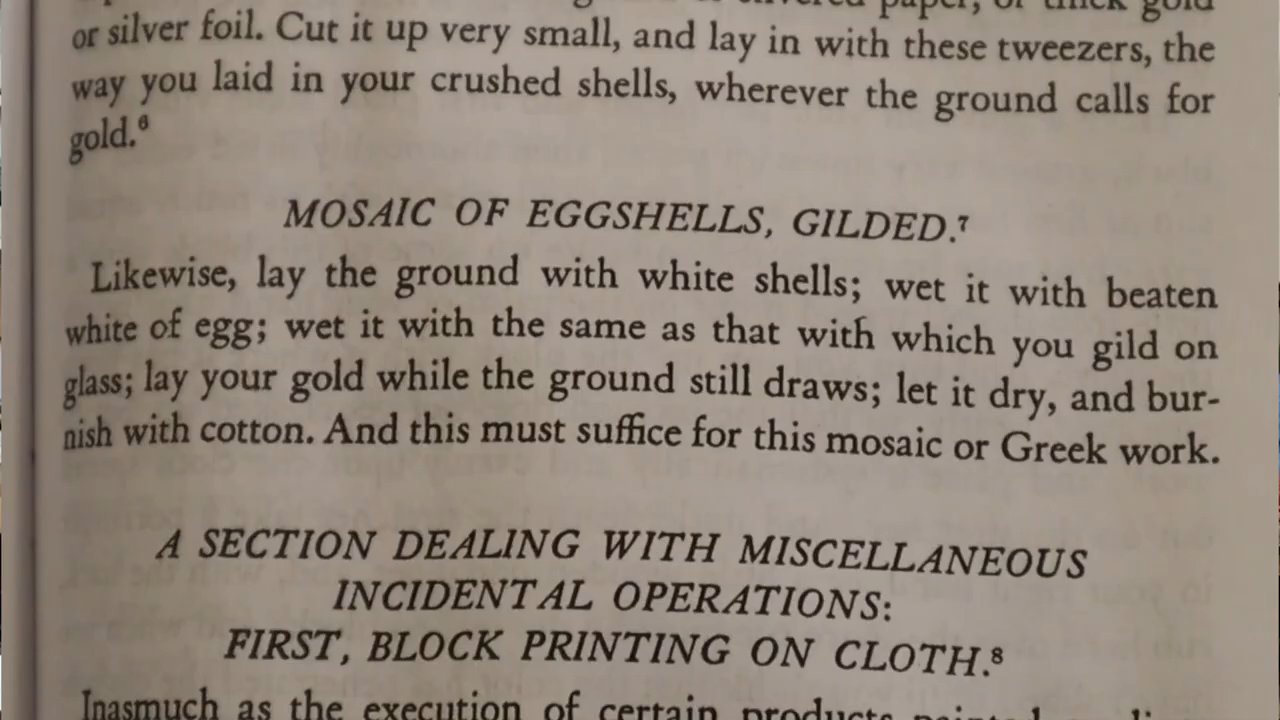 paper, or thick gold
or silver foil. Cut it up very small, and lay in with these tweezers, the
way you laid in your crushed shells, wherever the ground calls for
gold.⁶
MOSAIC OF EGGSHELLS, GILDED.⁷
Likewise, lay the ground with white shells; wet it with beaten
white of egg; wet it with the same as that with which you gild on
glass; lay your gold while the ground still draws; let it dry, and bur-
nish with cotton. And this must suffice for this mosaic or Greek work.
A SECTION DEALING WITH MISCELLANEOUS
INCIDENTAL OPERATIONS:
FIRST, BLOCK PRINTING ON CLOTH.⁸
Inasmuch as the execution of certain products